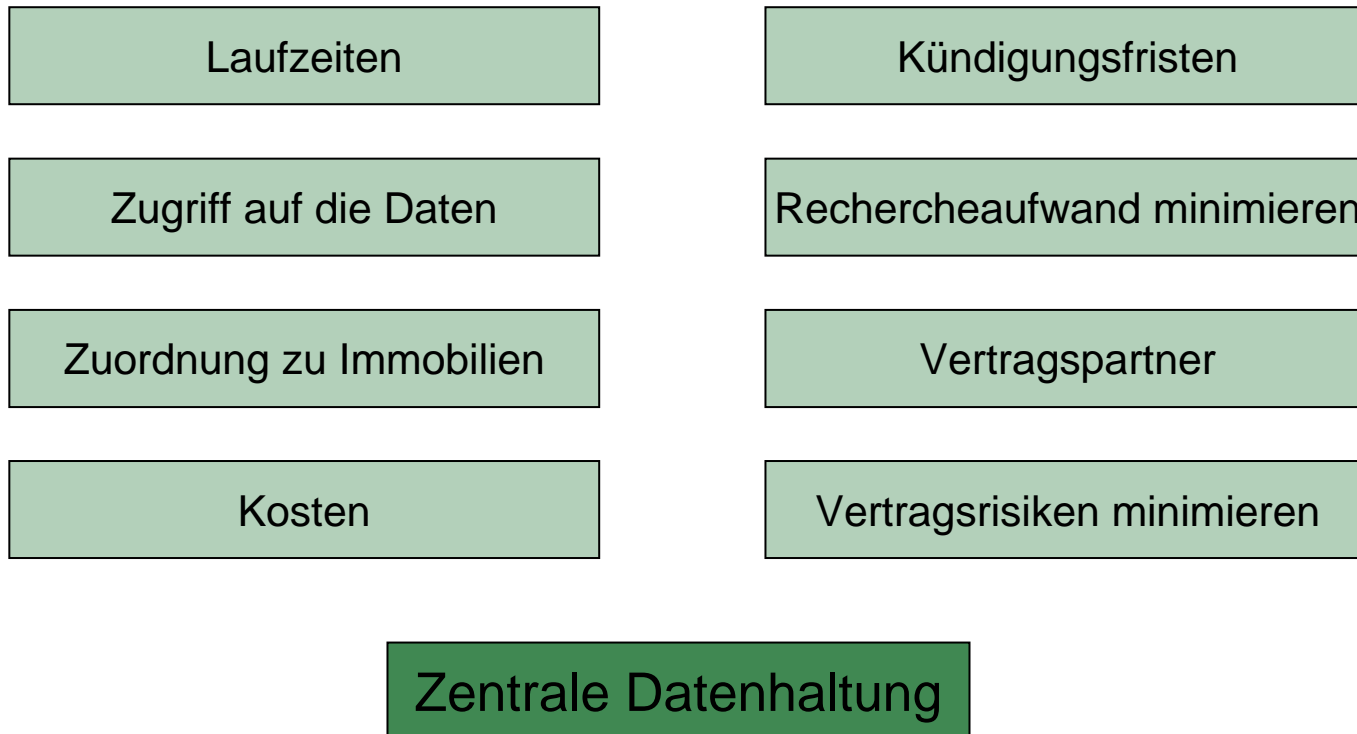 Laufzeiten
Kündigungsfristen
Zugriff auf die Daten
Rechercheaufwand minimieren
Zuordnung zu Immobilien
Vertragspartner
Kosten
Vertragsrisiken minimieren
Zentrale Datenhaltung